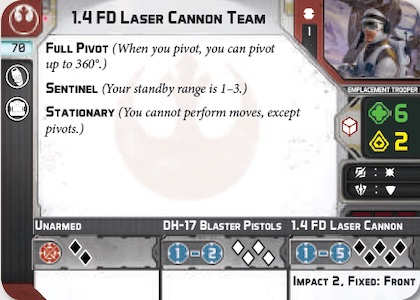 1.4 FD Laser Cannon Team
1
70
Full Pivot (When you pivot, you can pivot
up to 360°.)
Sentinel (Your standby range is 1–3.)
Stationary (You cannot perform moves, except
pivots.)
Emplacement Trooper
6
2
Unarmed
DH-17 Blaster Pistols
1 – 2
1.4 FD Laser Cannon
1 – 5
Impact 2, Fixed: Front